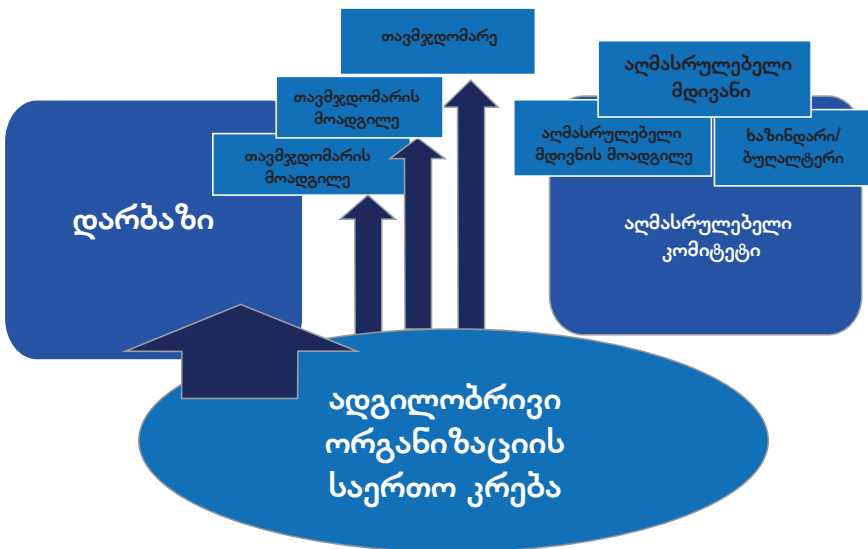 თავმჯდომარე
თავმჯდომარის
მოადგილე
თავმჯდომარის
მოადგილე
აღმასრულებელი
მდივანი
აღმასრულებელი
მდივნის მოადგილე
ხაზინდარი/
ბუღალტერი
დარბაზი
აღმასრულებელი
კომიტეტი
ადგილობრივი
ორგანიზაციის
საერთო კრება